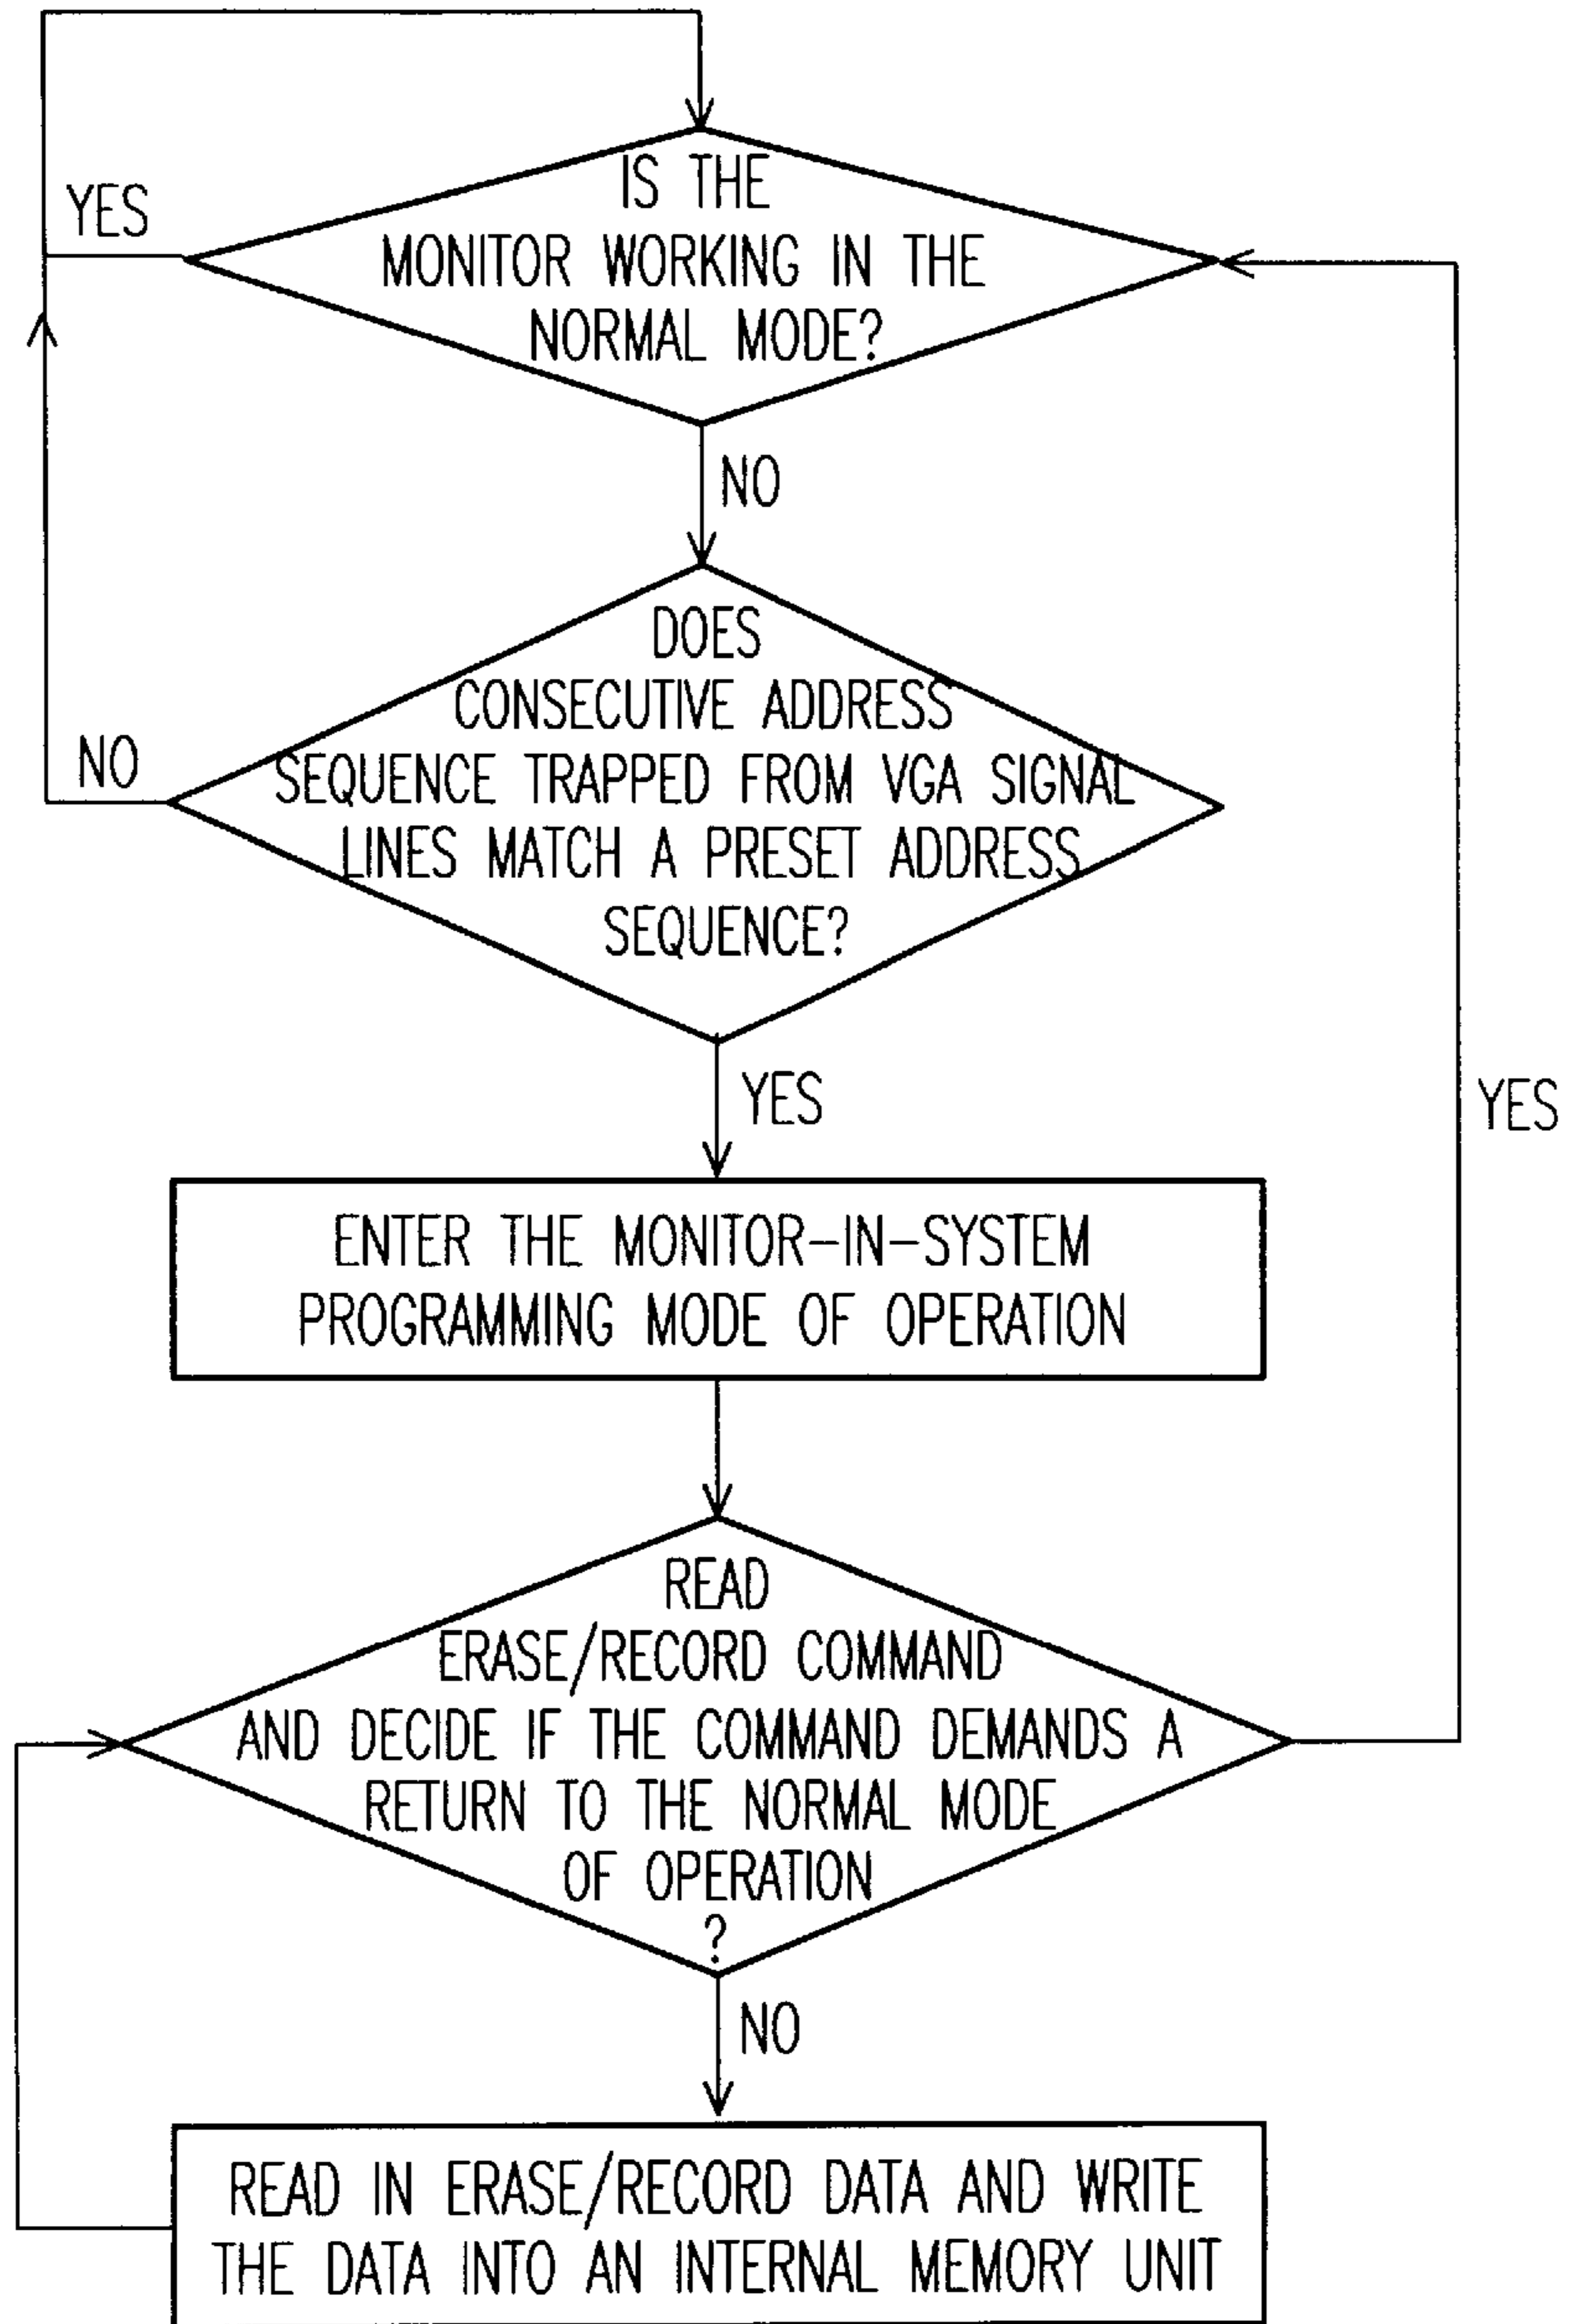 IS THE
YES
MONITOR WORKING IN THE
NORMAL MODE?
NO
DOES
CONSECUTIVE ADDRESS
NO
SEQUENCE TRAPPED FROM VGA SIGNAL
LINES MATCH A PRESET ADDRESS
SEQUENCE?
YES
YES
ENTER THE MONITOR-IN-SYSTEM
PROGRAMMING MODE OF OPERATION
READ
ERASE/RECORD COMMAND
AND DECIDE IF THE COMMAND DEMANDS A
RETURN TO THE NORMAL MODE
OF OPERATION
?
NO
READ IN ERASE/RECORD DATA AND WRITE
THE DATA INTO AN INTERNAL MEMORY UNIT